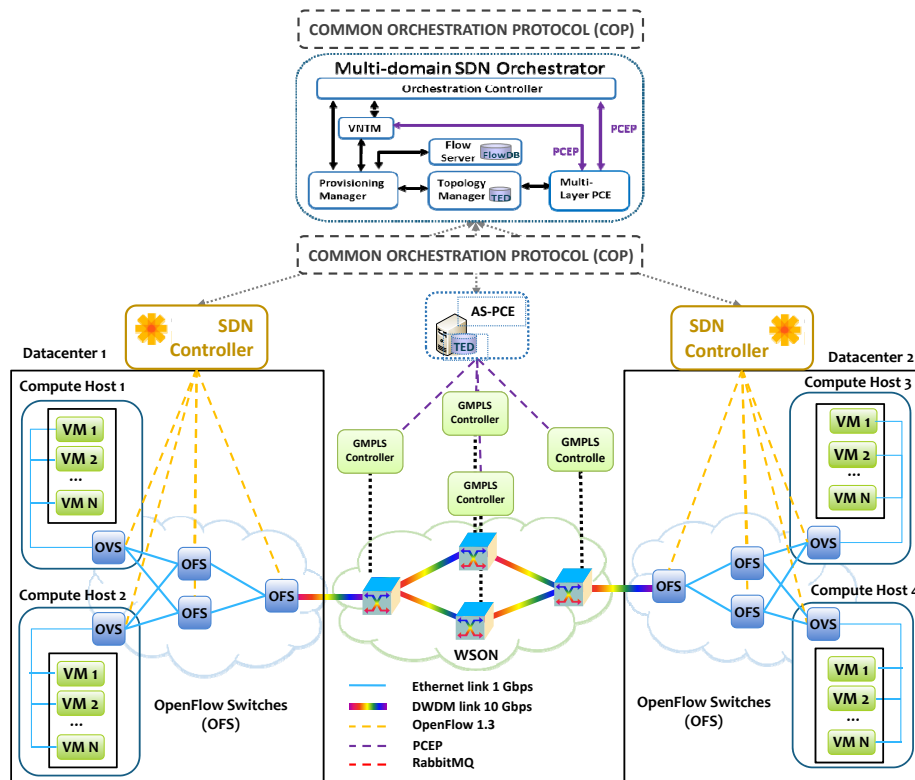 COMMON ORCHESTRATION PROTOCOL (COP)
Multi-domain SDN Orchestrator
Orchestration Controller
VNTM
PCEP
PCEP
Flow
Server
FlowDB
Provisioning
Manager
Topology
Manager
TED
Multi-
Layer PCE
COMMON ORCHESTRATION PROTOCOL (COP)
SDN
Controller
AS-PCE
TED
SDN
Controller
Datacenter 1
Datacenter 2
Compute Host 1
VM 1
VM 2
...
VM N
OVS
Compute Host 2
OVS
VM 1
VM 2
...
VM N
OFS
OFS
OFS
OpenFlow Switches
(OFS)
GMPLS
Controller
GMPLS
Controller
GMPLS
Controller
GMPLS
Controlle
WSON
Ethernet link 1 Gbps
DWDM link 10 Gbps
OpenFlow 1.3
PCEP
RabbitMQ
Compute Host 3
VM 1
VM 2
...
VM N
OVS
OFS
OFS
OFS
Compute Host 4
OVS
VM 1
VM 2
...
VM N
OpenFlow Switches
(OFS)